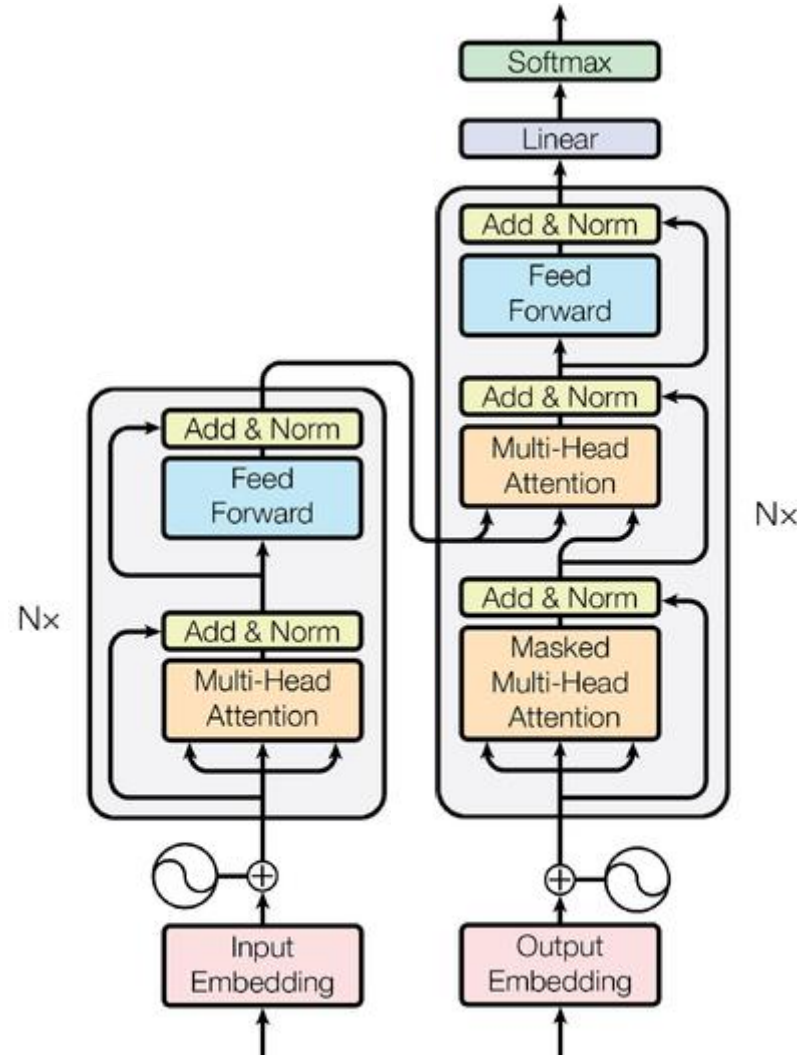 Softmax
Linear
Add & Norm
Feed
Forward
Add & Norm
Multi-Head
Attention
Add & Norm
Masked
Multi-Head
Attention
Nx
Add & Norm
Feed
Forward
Add & Norm
Multi-Head
Attention
Nx
Input
Embedding
Output
Embedding